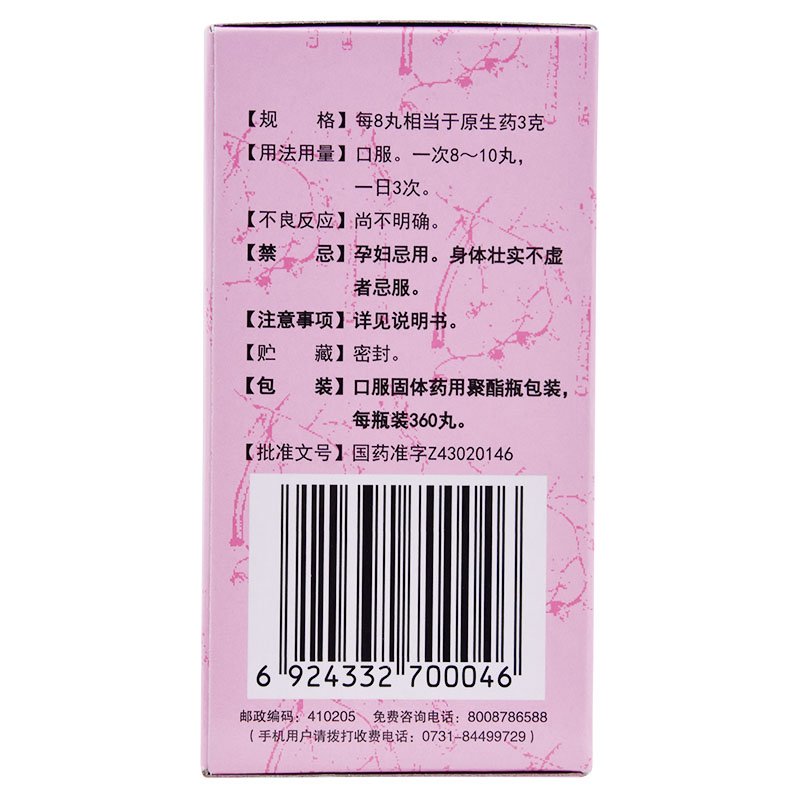 【规　　格】每8丸相当于原生药3克
【用法用量】口服。一次8～10丸，
一日3次。
【不良反应】尚不明确。
【禁　　忌】孕妇忌用。身体壮实不虚
者忌服。
【注意事项】详见说明书。
【贮　　藏】密封。
【包　　装】口服固体药用聚酯瓶包装，
每瓶装360丸。
【批准文号】国药准字Z43020146
6 924332 700046
邮政编码：410205　免费咨询电话：8008786588
（手机用户请拨打收费电话：0731-84499729）